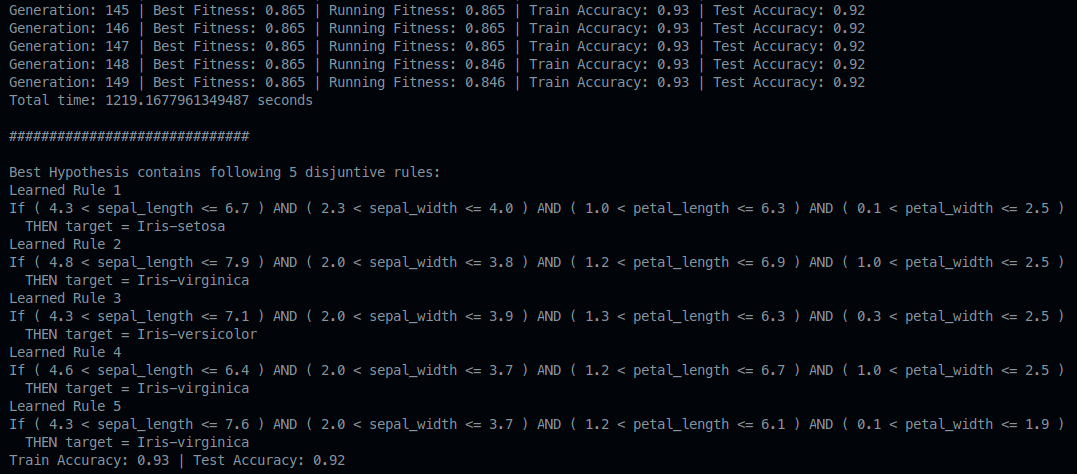 Generation: 145 | Best Fitness: 0.865 | Running Fitness: 0.865 | Train Accuracy: 0.93 | Test Accuracy: 0.92
Generation: 146 | Best Fitness: 0.865 | Running Fitness: 0.865 | Train Accuracy: 0.93 | Test Accuracy: 0.92
Generation: 147 | Best Fitness: 0.865 | Running Fitness: 0.865 | Train Accuracy: 0.93 | Test Accuracy: 0.92
Generation: 148 | Best Fitness: 0.865 | Running Fitness: 0.846 | Train Accuracy: 0.93 | Test Accuracy: 0.92
Generation: 149 | Best Fitness: 0.865 | Running Fitness: 0.846 | Train Accuracy: 0.93 | Test Accuracy: 0.92
Total time: 1219.1677961349487 seconds
##############################
Best Hypothesis contains following 5 disjuntive rules:
Learned Rule 1
If ( 4.3 < sepal_length <= 6.7 ) AND ( 2.3 < sepal_width <= 4.0 ) AND ( 1.0 < petal_length <= 6.3 ) AND ( 0.1 < petal_width <= 2.5 )
THEN target = Iris-setosa
Learned Rule 2
If ( 4.8 < sepal_length <= 7.9 ) AND ( 2.0 < sepal_width <= 3.8 ) AND ( 1.2 < petal_length <= 6.9 ) AND ( 1.0 < petal_width <= 2.5 )
THEN target = Iris-virginica
Learned Rule 3
If ( 4.3 < sepal_length <= 7.1 ) AND ( 2.0 < sepal_width <= 3.9 ) AND ( 1.3 < petal_length <= 6.3 ) AND ( 0.3 < petal_width <= 2.5 )
THEN target = Iris-versicolor
Learned Rule 4
If ( 4.6 < sepal_length <= 6.4 ) AND ( 2.0 < sepal_width <= 3.7 ) AND ( 1.2 < petal_length <= 6.7 ) AND ( 1.0 < petal_width <= 2.5 )
THEN target = Iris-virginica
Learned Rule 5
If ( 4.3 < sepal_length <= 7.6 ) AND ( 2.0 < sepal_width <= 3.7 ) AND ( 1.2 < petal_length <= 6.1 ) AND ( 0.1 < petal_width <= 1.9 )
THEN target = Iris-virginica
Train Accuracy: 0.93 | Test Accuracy: 0.92